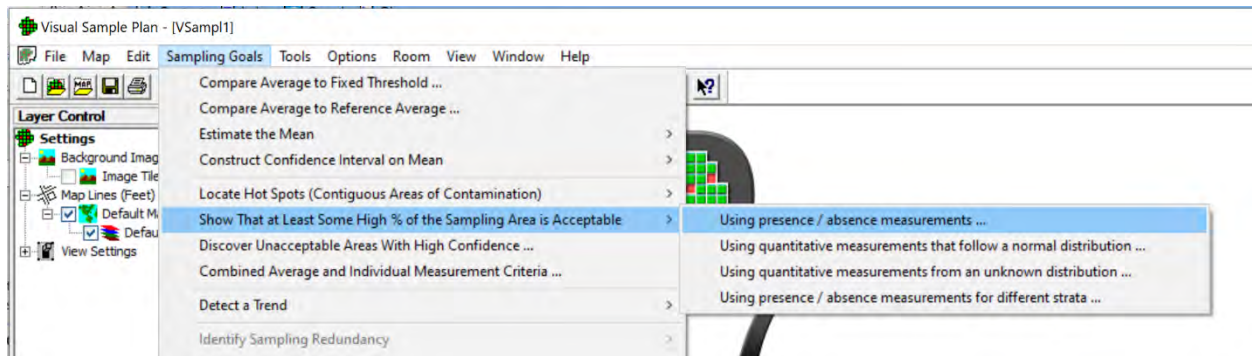 Visual Sample Plan - [VSampl1]
File Map Edit Sampling Goals Tools Options Room View Window Help
Layer Control
Settings
Background Imag
Image Tile
Map Lines (Feet)
Default M
Defau
View Settings
Compare Average to Fixed Threshold ...
Compare Average to Reference Average ...
Estimate the Mean
Construct Confidence Interval on Mean
Locate Hot Spots (Contiguous Areas of Contamination)
Show That at Least Some High % of the Sampling Area is Acceptable
Discover Unacceptable Areas With High Confidence ...
Combined Average and Individual Measurement Criteria ...
Detect a Trend
Identify Sampling Redundancy
Using presence / absence measurements ...
Using quantitative measurements that follow a normal distribution ...
Using quantitative measurements from an unknown distribution ...
Using presence / absence measurements for different strata ...